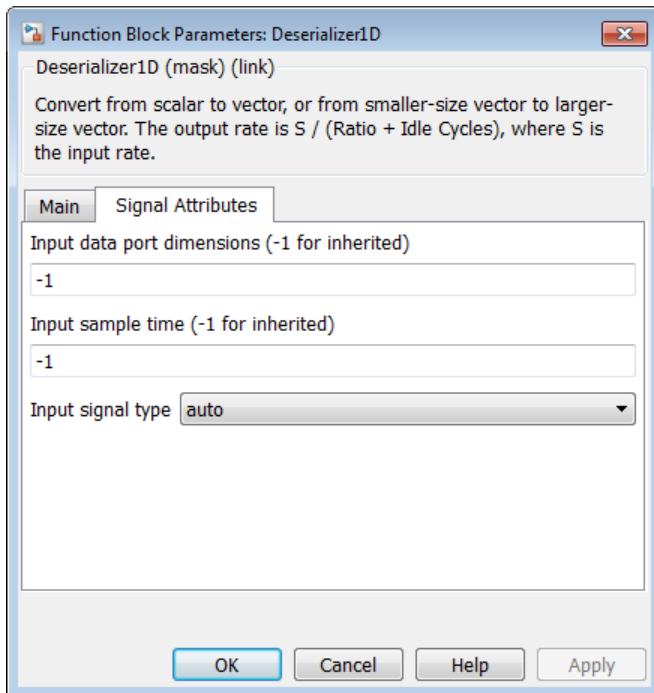 Function Block Parameters: Deserializer1D
Deserializer1D (mask) (link)
Convert from scalar to vector, or from smaller-size vector to larger-
size vector. The output rate is S / (Ratio + Idle Cycles), where S is
the input rate.
Main Signal Attributes
Input data port dimensions (-1 for inherited)
-1
Input sample time (-1 for inherited)
-1
Input signal type auto
OK Cancel Help Apply